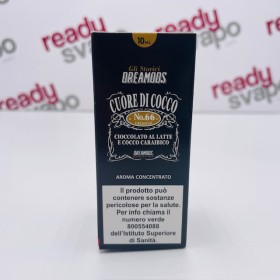 ready
svapo
ready
svapo
ready
svapo
10ML
Gli Storici
DREAMODS
CUORE DI COCCO
No.66
CIOCCOLATO AL LATTE
E COCCO CARAIBICO
DREAMODS
AROMA CONCENTRATO
Il prodotto può
contenere sostanze
pericolose per la salute.
Per info chiama il
numero verde
800554088
dell'Istituto Superiore
di Sanità.